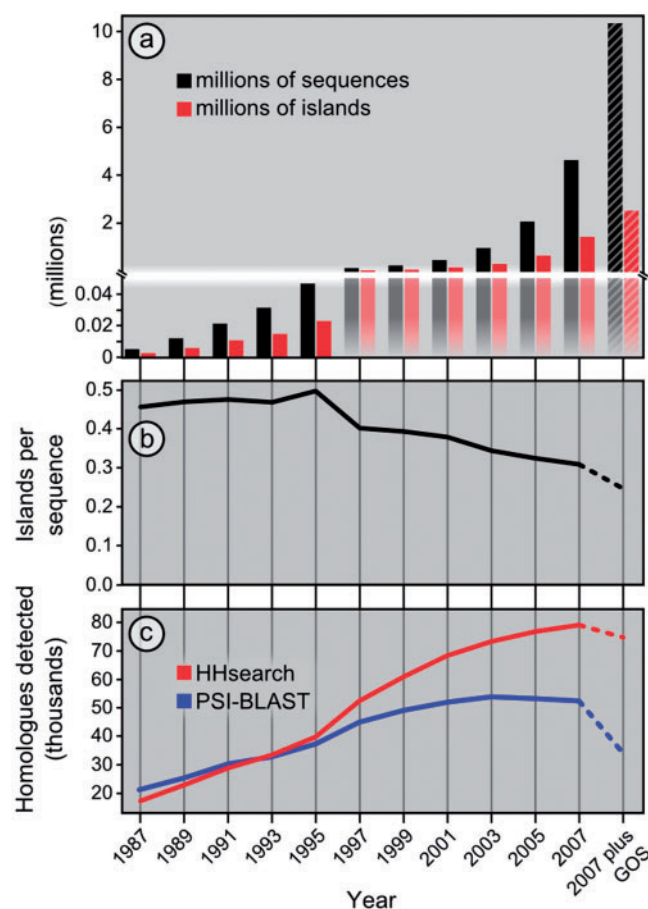 a
millions of sequences
millions of islands
(millions)
10
8
6
4
2
0.04
0.02
0
b
Islands per
sequence
0.5
0.4
0.3
0.2
0.1
0.0
c
HHsearch
PSI-BLAST
Homologues detected
(thousands)
80
70
60
50
40
30
20
1987
1989
1991
1993
1995
1997
1999
2001
2003
2005
2007
2007 plus
GOS
Year